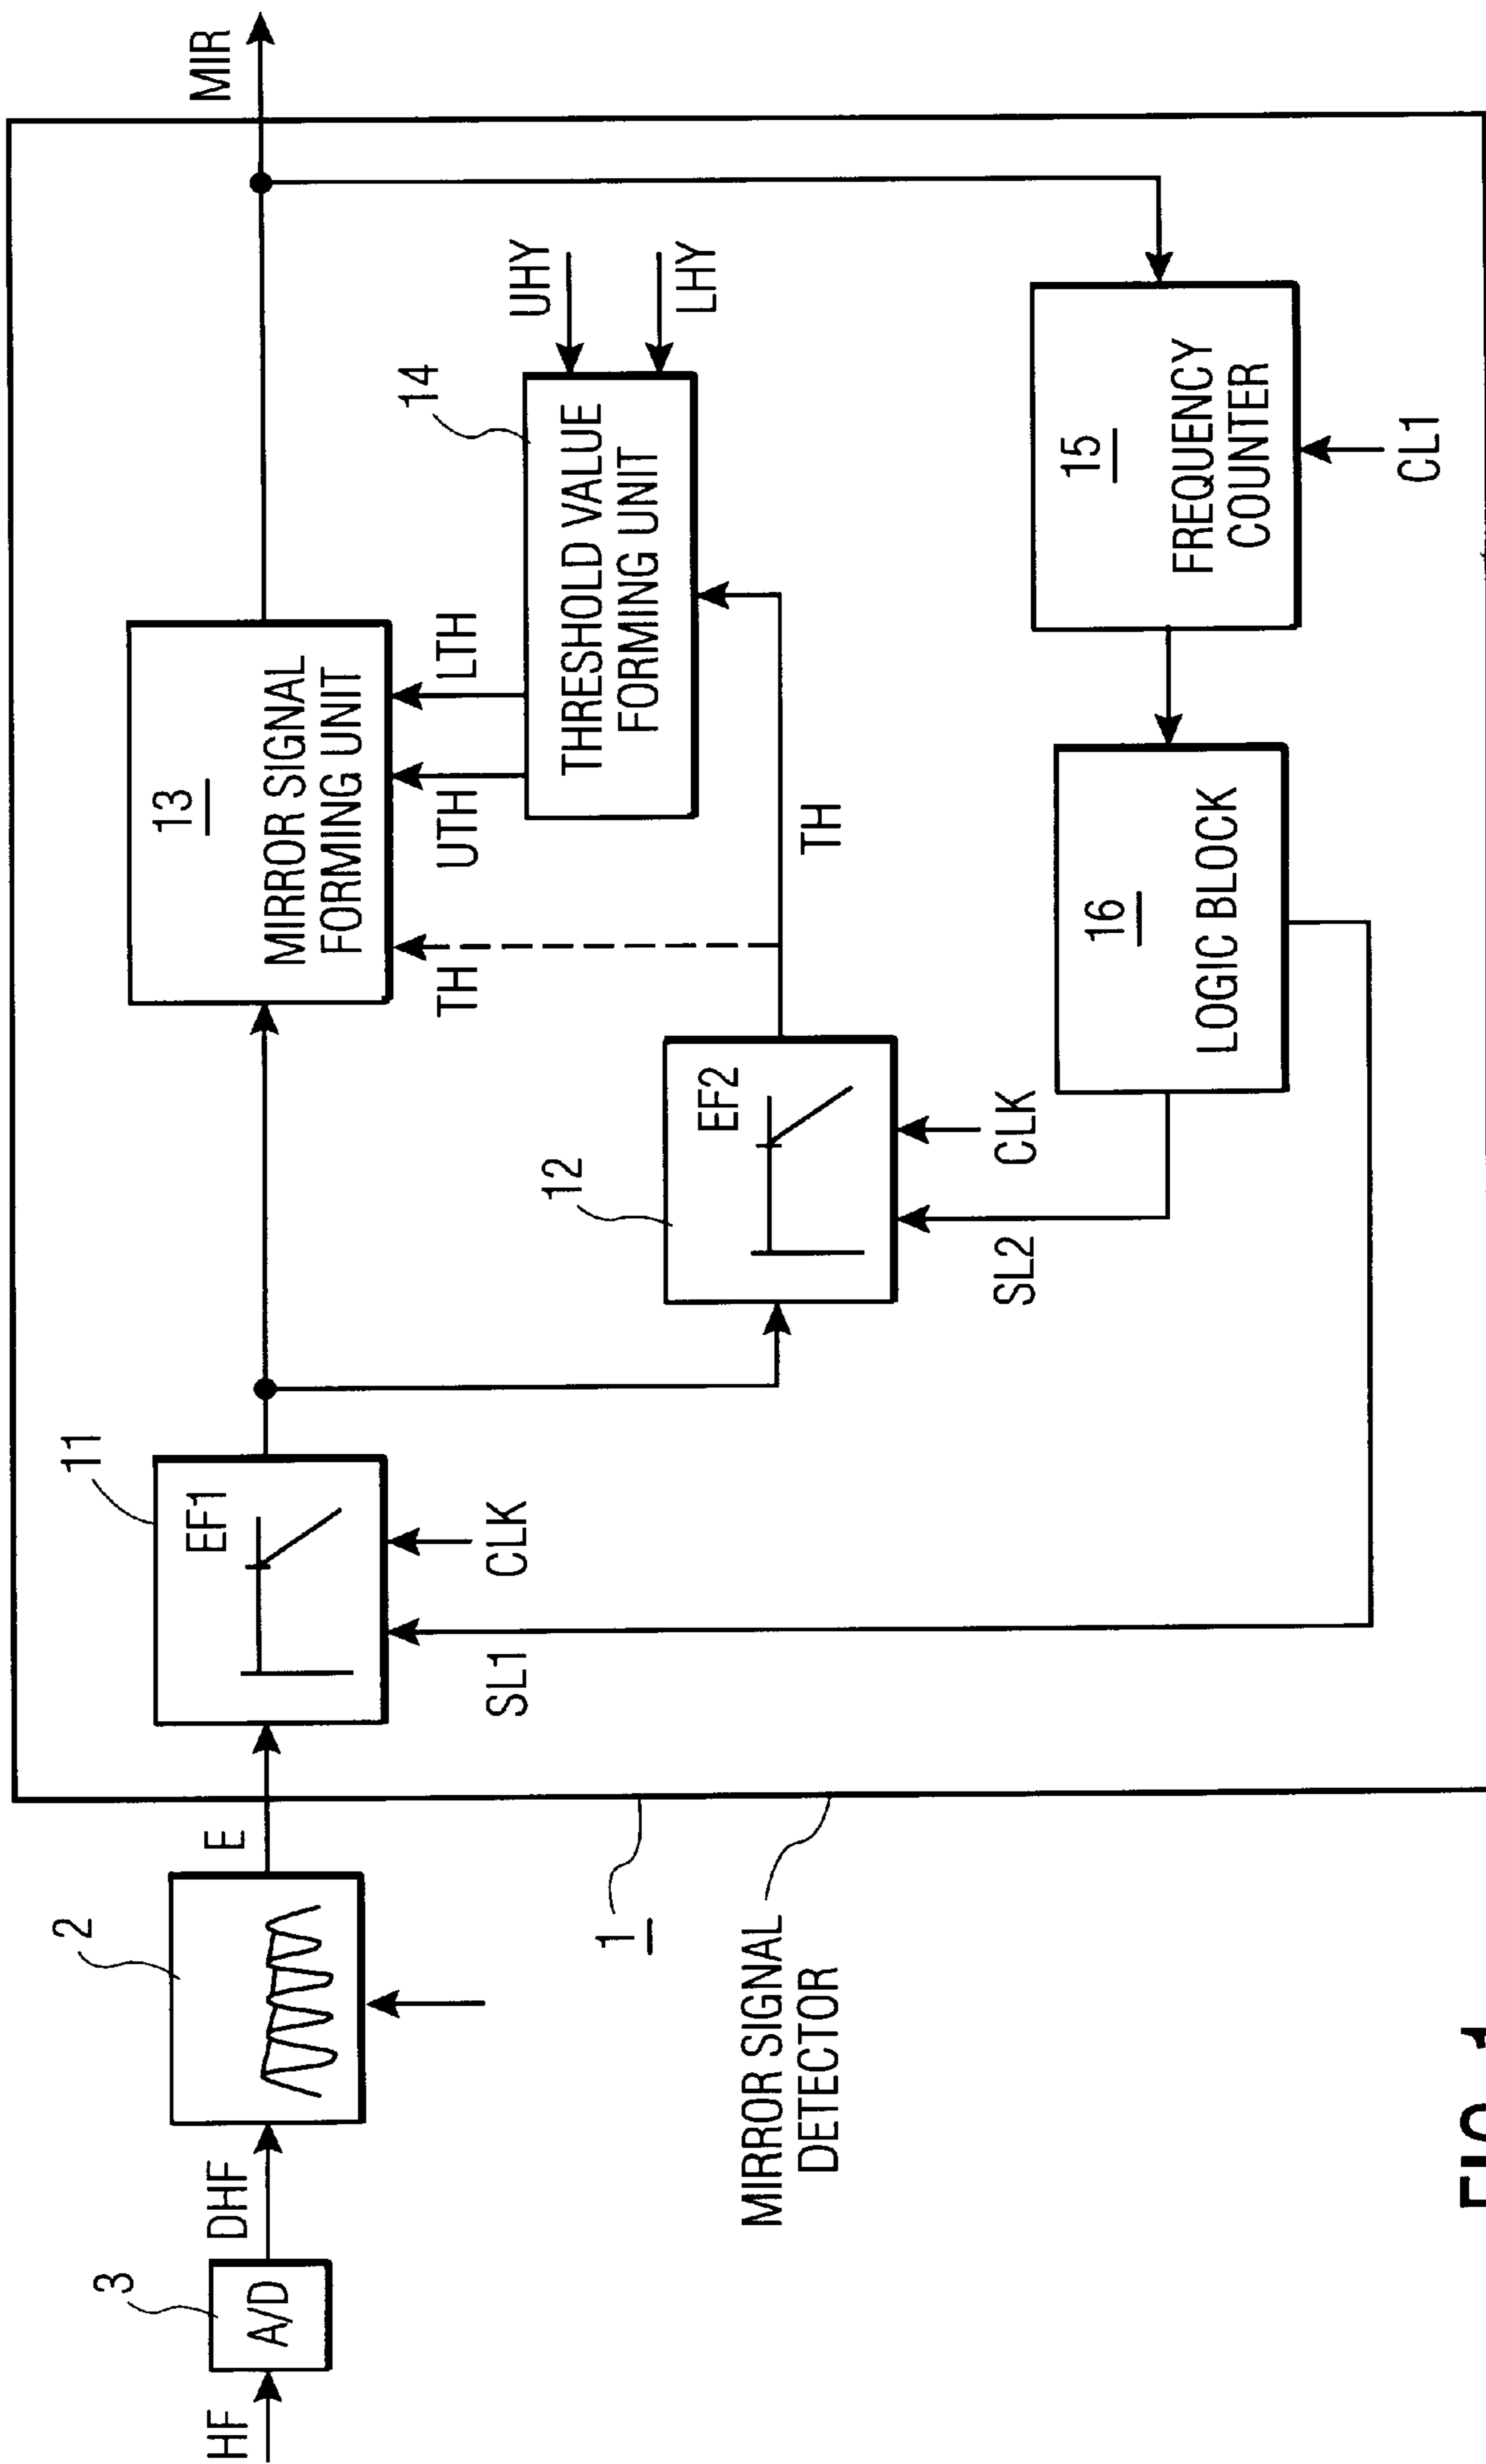 HF
3
A/D
DHF
2
E
11
EF1
SL1
CLK
13
MIRROR SIGNAL
FORMING UNIT
MIR
TH
UTH
LTH
14
THRESHOLD VALUE
FORMING UNIT
UHY
LHY
12
EF2
SL2
CLK
TH
16
LOGIC BLOCK
15
FREQUENCY
COUNTER
CL1
1
MIRROR SIGNAL
DETECTOR